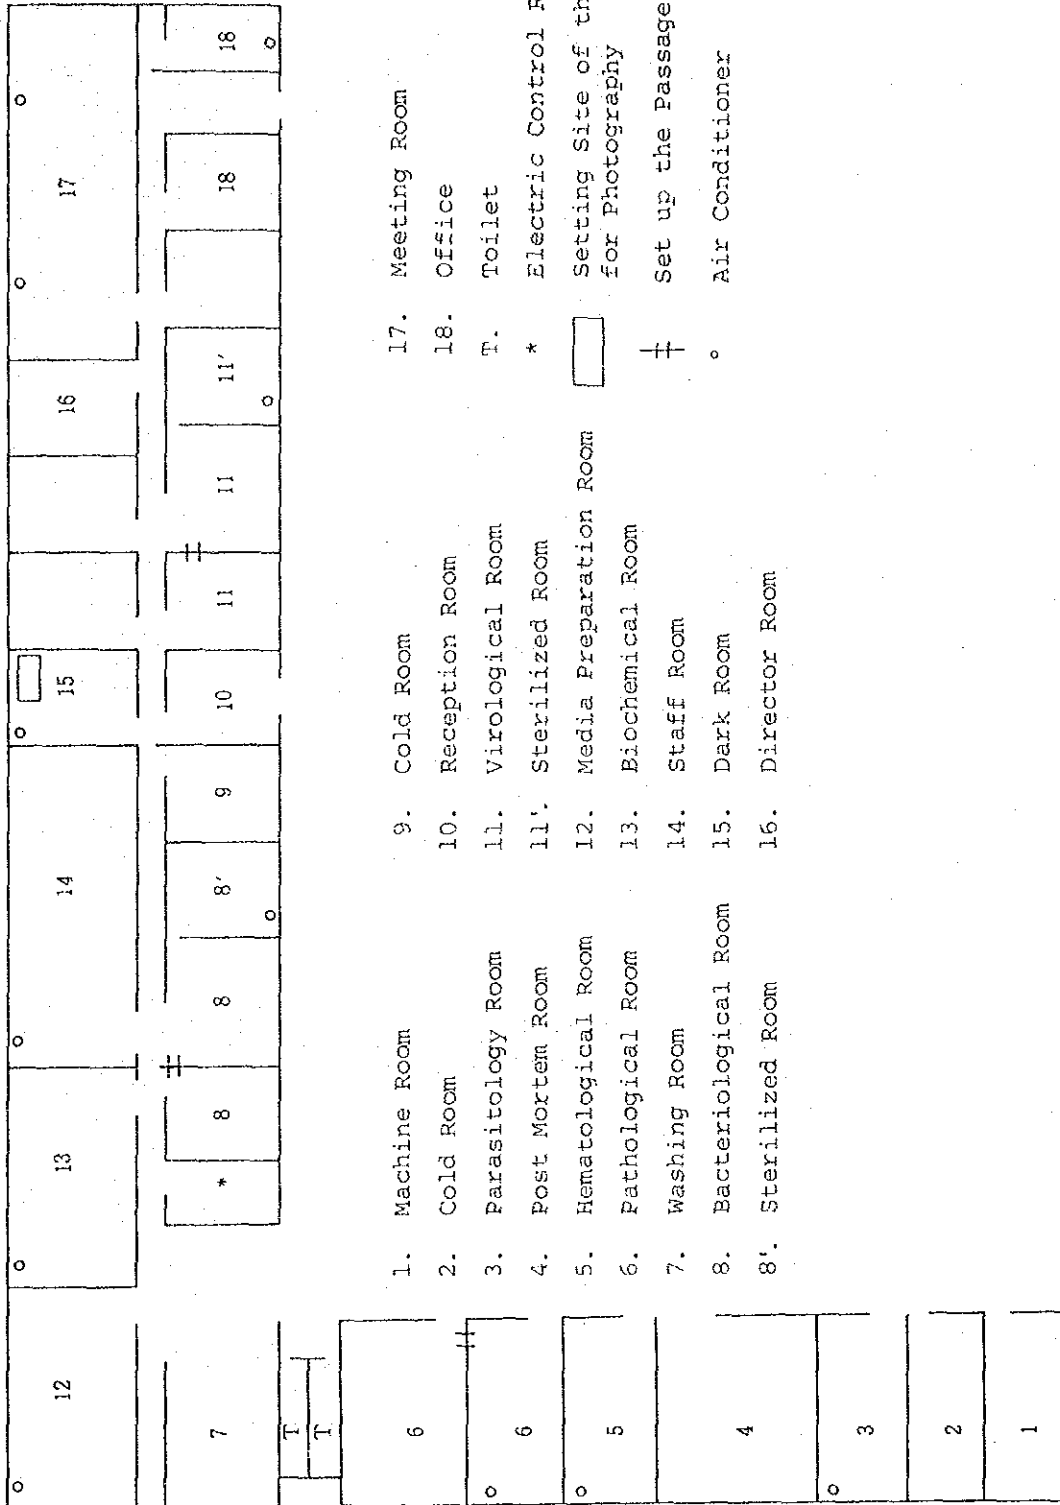 12 13 14 15 16 17
7 * 8 8 8' 9 10 11 11 11' 18 18
T
T
6
6
5
4
3
2
1
1. Machine Room
2. Cold Room
3. Parasitology Room
4. Post Mortem Room
5. Hematological Room
6. Pathological Room
7. Washing Room
8. Bacteriological Room
8'. Sterilized Room
9. Cold Room
10. Reception Room
11. Virological Room
11'. Sterilized Room
12. Media Preparation Room
13. Biochemical Room
14. Staff Room
15. Dark Room
16. Director Room
17. Meeting Room
18. Office
T. Toilet
* Electric Control R
Setting Site of th
for Photography
Set up the Passage
Air Conditioner